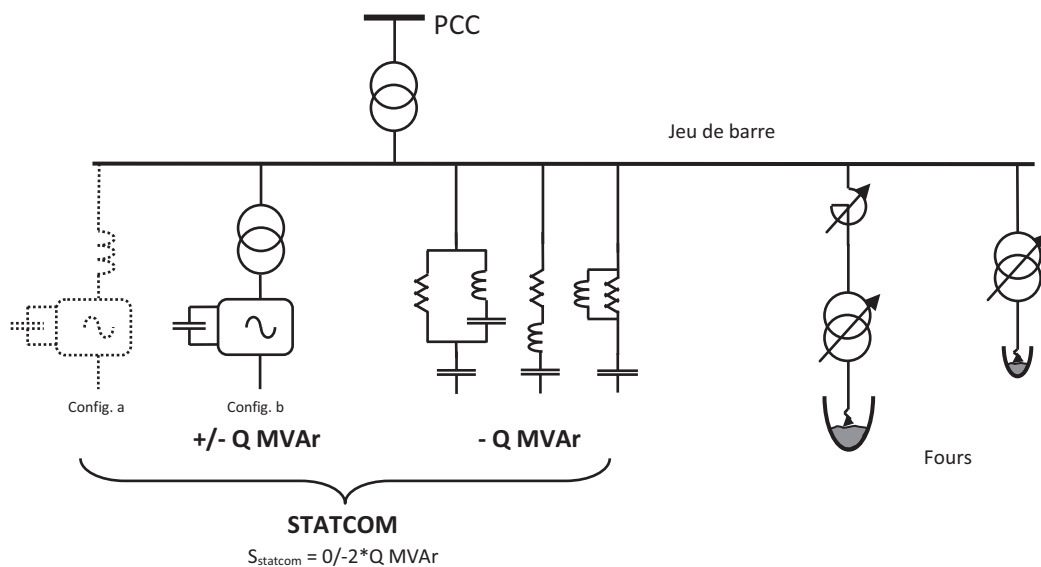 PCC
Jeu de barre
Config. a
Config. b
+/- Q MVAr
- Q MVAr
Fours
STATCOM
Sstatcom = 0/-2*Q MVAr